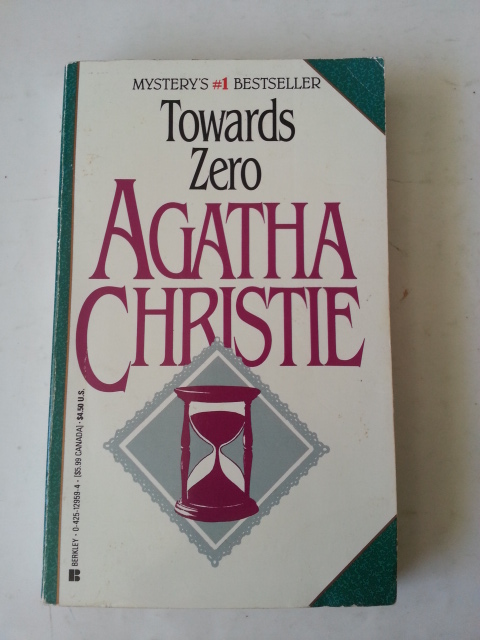 MYSTERY'S #1 BESTSELLER
Towards
Zero
AGATHA
CHRISTIE
BERKLEY • 0-425-12959-4 • [$5.99 CANADA] • $4.50 U.S.